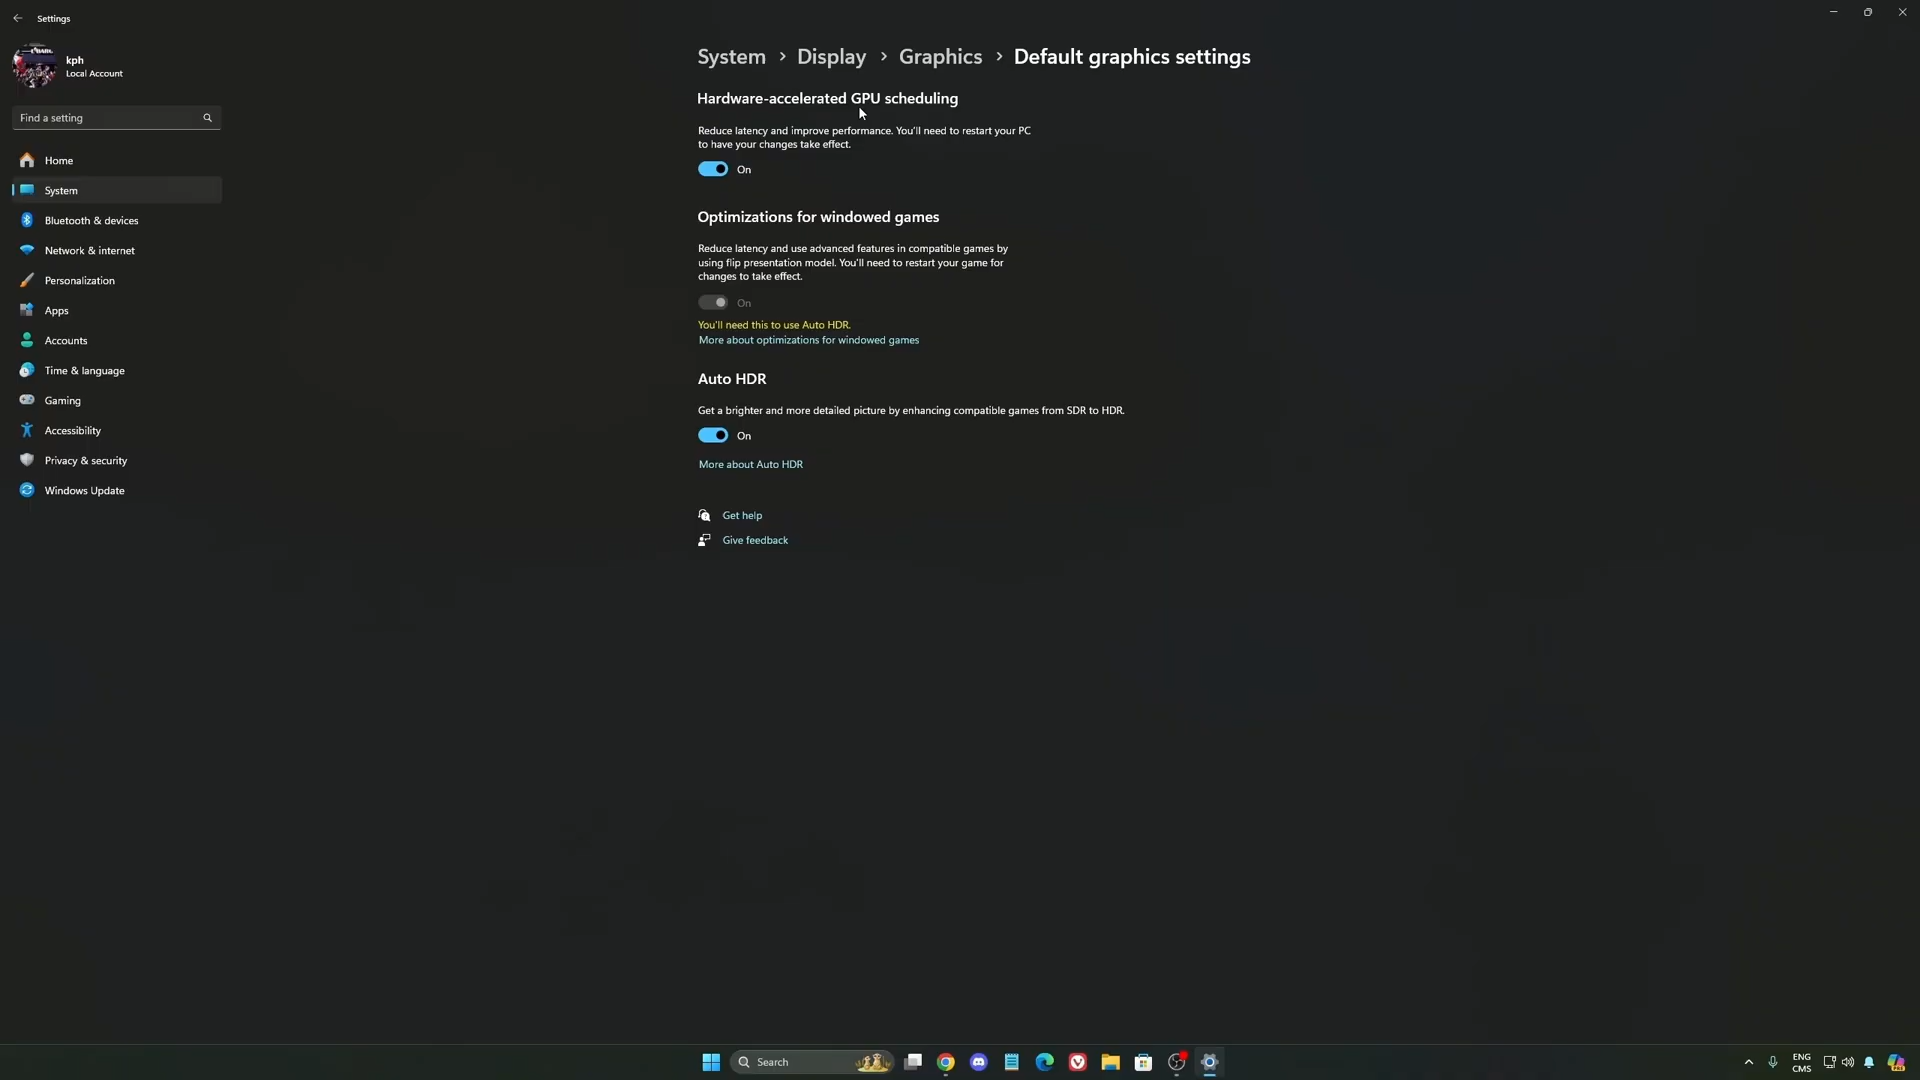 Settings
kph
Local Account
Find a setting
Home
System
Bluetooth & devices
Network & internet
Personalization
Apps
Accounts
Time & language
Gaming
Accessibility
Privacy & security
Windows Update
System > Display > Graphics > Default graphics settings
Hardware-accelerated GPU scheduling
Reduce latency and improve performance. You'll need to restart your PC
to have your changes take effect.
On
Optimizations for windowed games
Reduce latency and use advanced features in compatible games by
using flip presentation model. You'll need to restart your game for
changes to take effect.
On
You'll need this to use Auto HDR.
More about optimizations for windowed games
Auto HDR
Get a brighter and more detailed picture by enhancing compatible games from SDR to HDR.
On
More about Auto HDR
Get help
Give feedback
Search
ENG
CMS